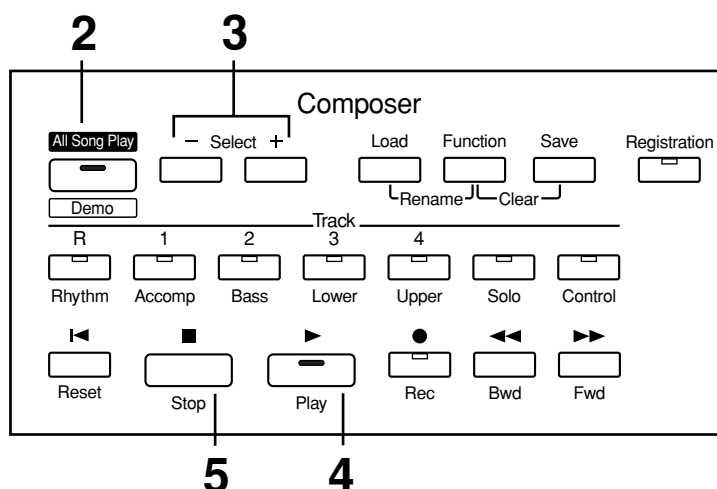 2 3
Composer
All Song Play − Select + Load Function Save Registration
Demo Rename Clear
Track
R 1 2 3 4
Rhythm Accomp Bass Lower Upper Solo Control
Reset Stop Play Rec Bwd Fwd
5 4